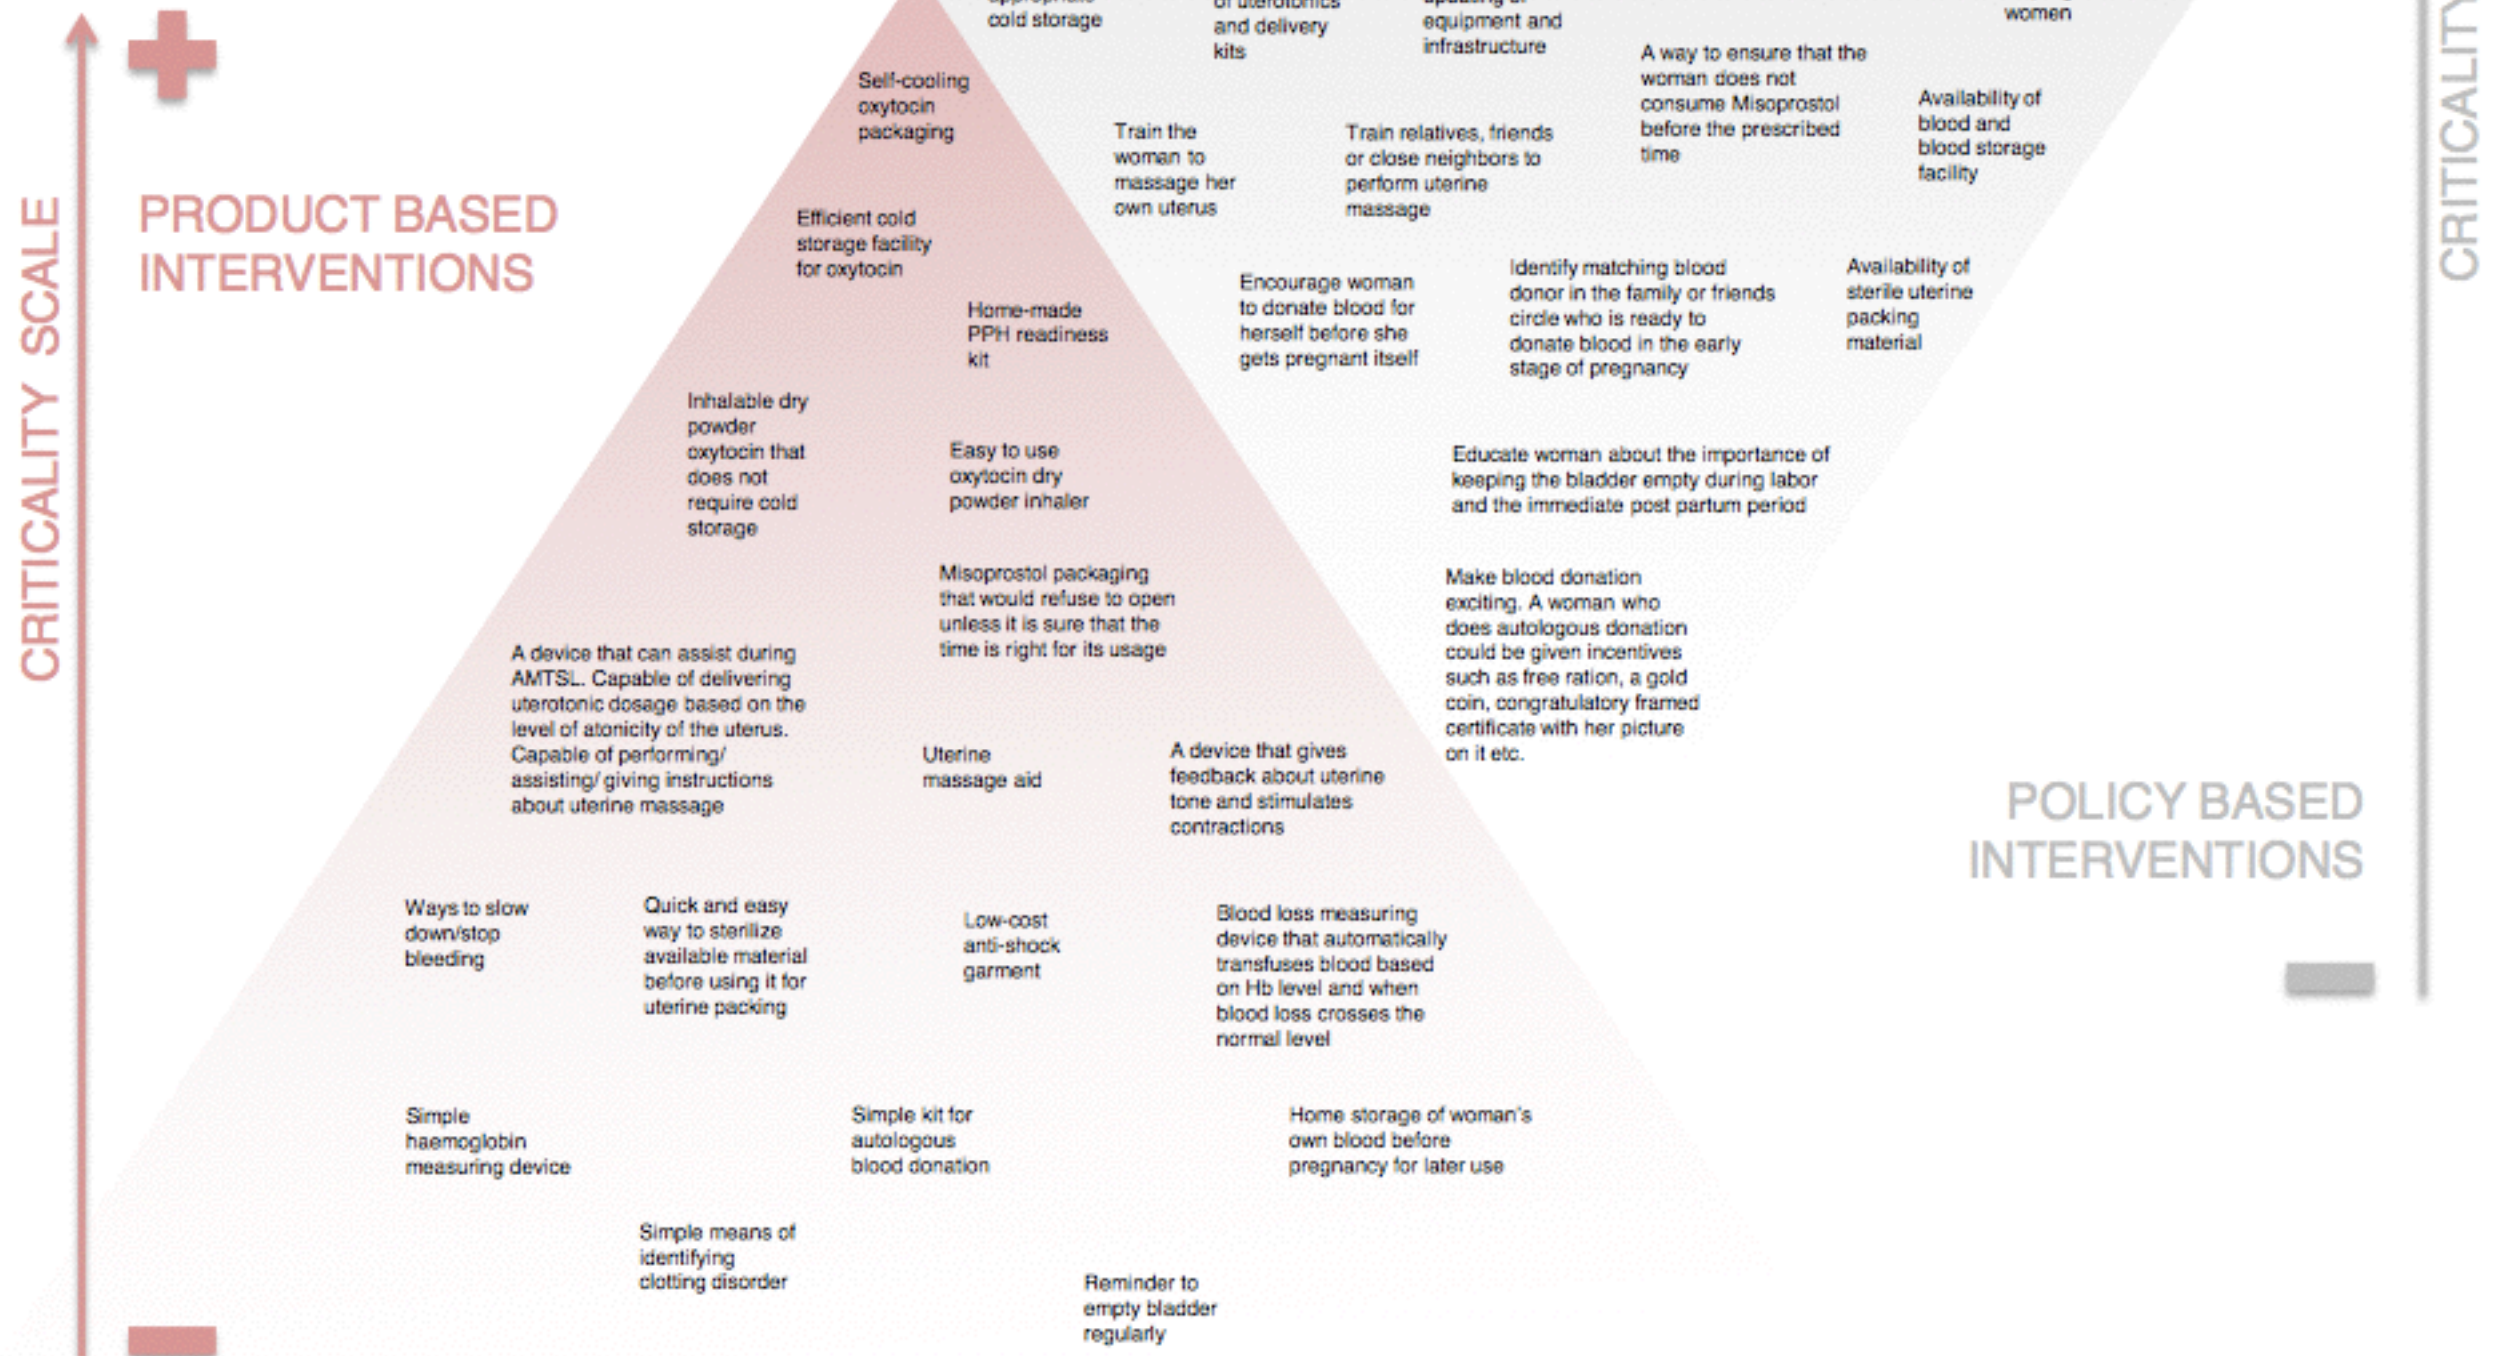 cold storage
and delivery
kits
equipment and
infrastructure
women
CRITICALITY SCALE
PRODUCT BASED
INTERVENTIONS
Self-cooling
oxytocin
packaging
Efficient cold
storage facility
for oxytocin
Home-made
PPH readiness
kit
Inhalable dry
powder
oxytocin that
does not
require cold
storage
Easy to use
oxytocin dry
powder inhaler
Misoprostol packaging
that would refuse to open
unless it is sure that the
time is right for its usage
A device that can assist during
AMTSL. Capable of delivering
uterotonic dosage based on the
level of atonicity of the uterus.
Capable of performing/
assisting/ giving instructions
about uterine massage
Uterine
massage aid
A device that gives
feedback about uterine
tone and stimulates
contractions
Ways to slow
down/stop
bleeding
Quick and easy
way to sterilize
available material
before using it for
uterine packing
Low-cost
anti-shock
garment
Blood loss measuring
device that automatically
transfuses blood based
on Hb level and when
blood loss crosses the
normal level
Simple
haemoglobin
measuring device
Simple kit for
autologous
blood donation
Home storage of woman's
own blood before
pregnancy for later use
Simple means of
identifying
clotting disorder
Reminder to
empty bladder
regularly
Train the
woman to
massage her
own uterus
Train relatives, friends
or close neighbors to
perform uterine
massage
A way to ensure that the
woman does not
consume Misoprostol
before the prescribed
time
Availability of
blood and
blood storage
facility
Encourage woman
to donate blood for
herself before she
gets pregnant itself
Identify matching blood
donor in the family or friends
circle who is ready to
donate blood in the early
stage of pregnancy
Availability of
sterile uterine
packing
material
Educate woman about the importance of
keeping the bladder empty during labor
and the immediate post partum period
Make blood donation
exciting. A woman who
does autologous donation
could be given incentives
such as free ration, a gold
coin, congratulatory framed
certificate with her picture
on it etc.
POLICY BASED
INTERVENTIONS
CRITICALITY